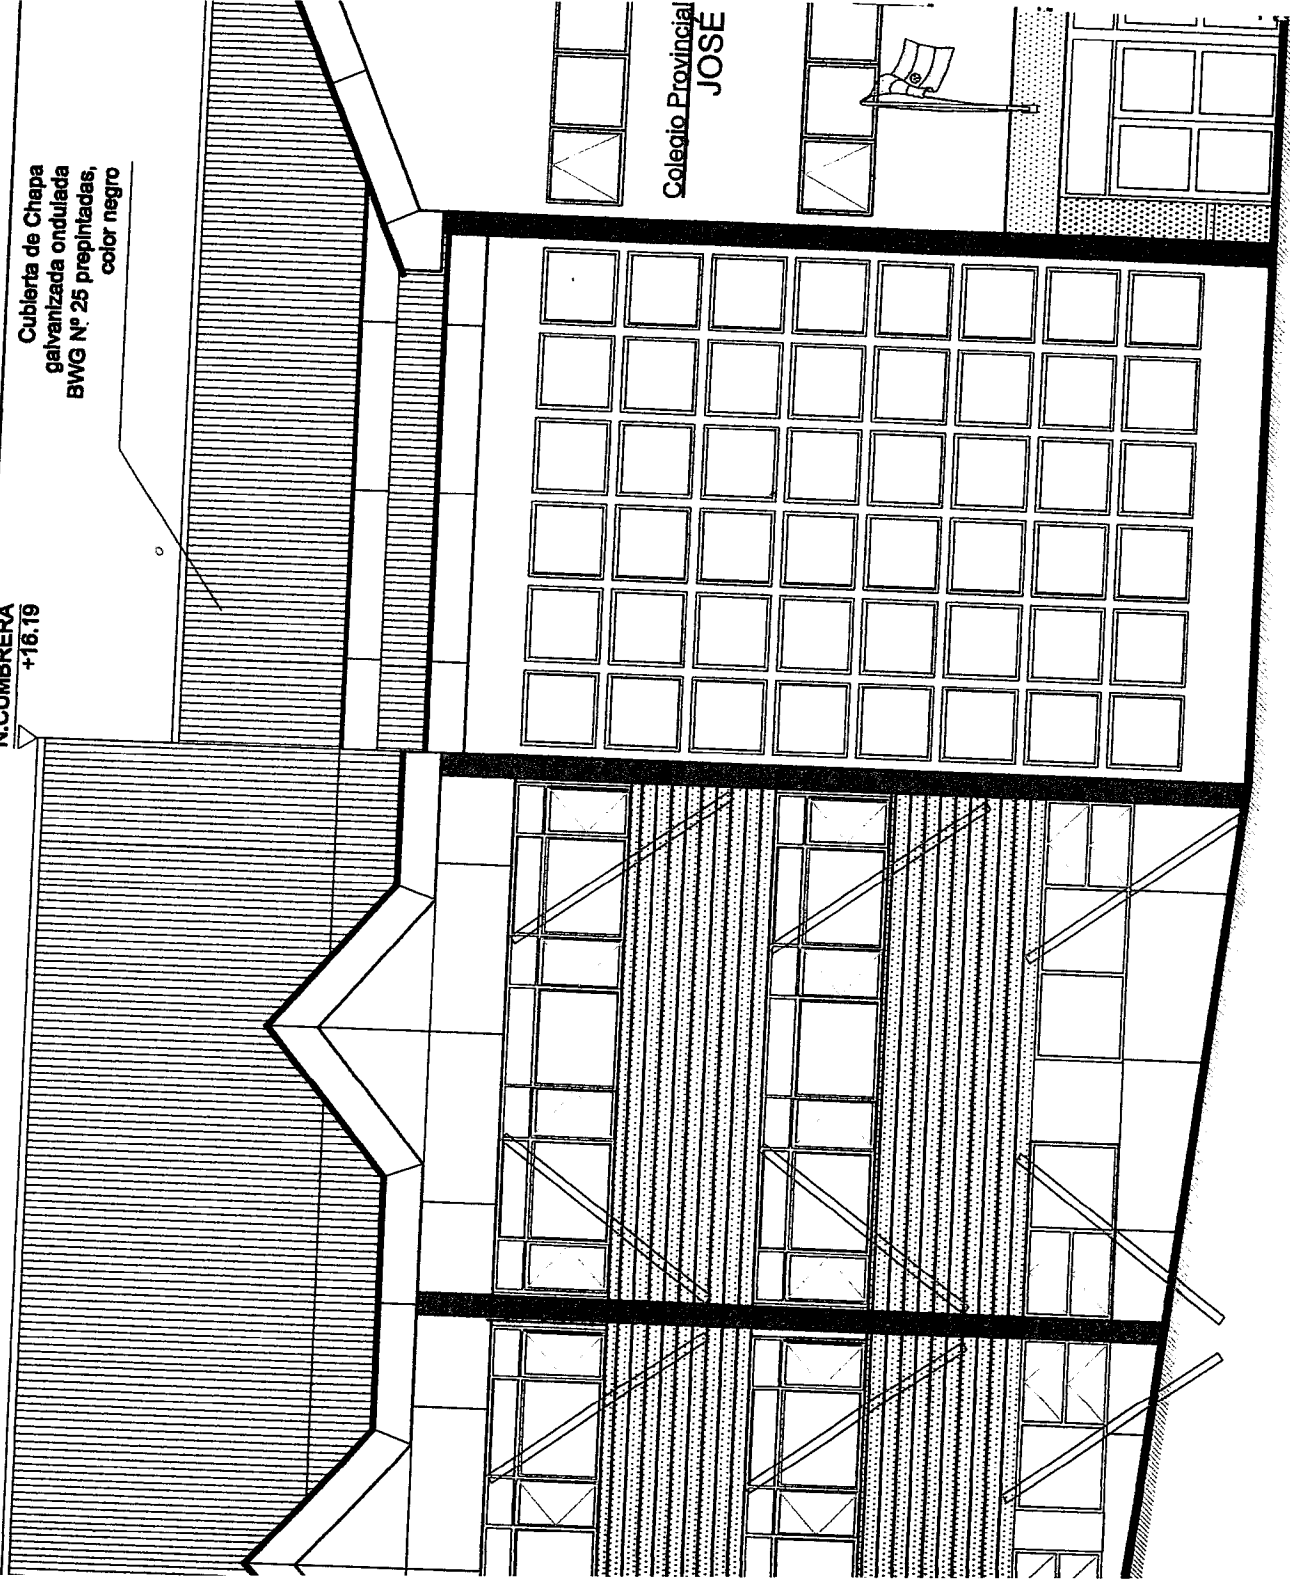 Cubierta de Chapa
galvanizada ondulada
BWG Nº 25 prepintadas,
color negro
N.CUMBRERA
+16.19
Colegio Provincial
JOSÉ